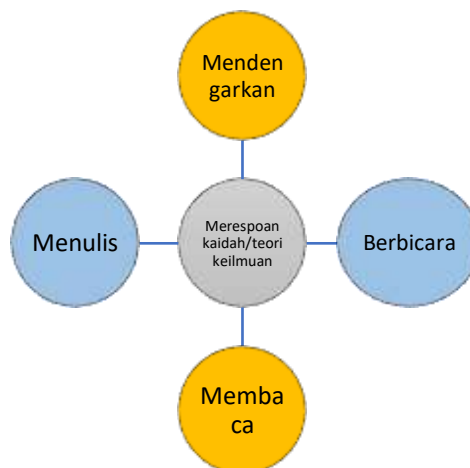 Menden
garkan
Menulis
Merespoan
kaidah/teori
keilmuan
Berbicara
Memba
ca